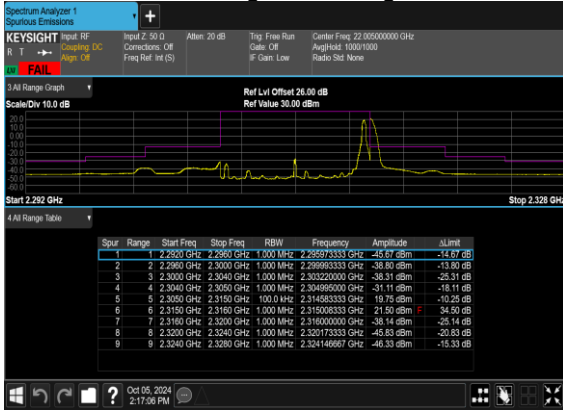 Spectrum Analyzer 1
Spurious Emissions
KEYSIGHT
R T
LNI FAIL
Input: RF
Coupling: DC
Align: Off
Input Z: 50 Ω
Corrections: Off
Freq Ref: Int (S)
Atten: 20 dB
Trig: Free Run
Gate: Off
IF Gain: Low
Center Freq: 22.005000000 GHz
Avg|Hold: 1000/1000
Radio Std: None
3 All Range Graph
Scale/Div 10.0 dB
Ref Lvl Offset 26.00 dB
Ref Value 30.00 dBm
20.0
10.0
0.00
-10.0
-20.0
-30.0
-40.0
-50.0
-60.0
Start 2.292 GHz Stop 2.328 GHz
4 All Range Table
Spur Range Start Freq Stop Freq RBW Frequency Amplitude ΔLimit
1 1 2.2920 GHz 2.2960 GHz 1.000 MHz 2.295973333 GHz -45.67 dBm -14.67 dB
2 2 2.2960 GHz 2.3000 GHz 1.000 MHz 2.299993333 GHz -38.80 dBm -13.80 dB
3 3 2.3000 GHz 2.3040 GHz 1.000 MHz 2.303220000 GHz -38.31 dBm -25.31 dB
4 4 2.3040 GHz 2.3050 GHz 1.000 MHz 2.304995000 GHz -31.11 dBm -18.11 dB
5 5 2.3050 GHz 2.3150 GHz 100.0 kHz 2.314583333 GHz 19.75 dBm -10.25 dB
6 6 2.3150 GHz 2.3160 GHz 1.000 MHz 2.315008333 GHz 21.50 dBm F 34.50 dB
7 7 2.3160 GHz 2.3200 GHz 1.000 MHz 2.316000000 GHz -38.14 dBm -25.14 dB
8 8 2.3200 GHz 2.3240 GHz 1.000 MHz 2.320173333 GHz -45.83 dBm -20.83 dB
9 9 2.3240 GHz 2.3280 GHz 1.000 MHz 2.324146667 GHz -46.33 dBm -15.33 dB
Oct 05, 2024
2:17:06 PM